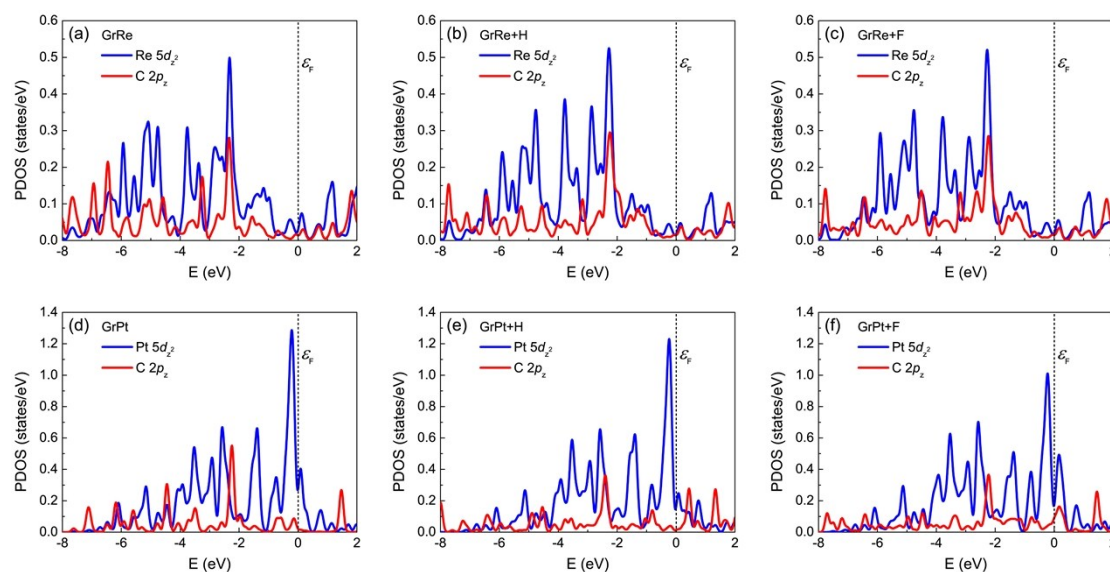 (a) GrRe
Re 5d_z²
C 2p_z
ε_F
PDOS (states/eV)
0.6
0.5
0.4
0.3
0.2
0.1
0.0
-8 -6 -4 -2 0 2
E (eV)
(b) GrRe+H
Re 5d_z²
C 2p_z
ε_F
PDOS (states/eV)
0.6
0.5
0.4
0.3
0.2
0.1
0.0
-8 -6 -4 -2 0 2
E (eV)
(c) GrRe+F
Re 5d_z²
C 2p_z
ε_F
PDOS (states/eV)
0.6
0.5
0.4
0.3
0.2
0.1
0.0
-8 -6 -4 -2 0 2
E (eV)
(d) GrPt
Pt 5d_z²
C 2p_z
ε_F
PDOS (states/eV)
1.4
1.2
1.0
0.8
0.6
0.4
0.2
0.0
-8 -6 -4 -2 0 2
E (eV)
(e) GrPt+H
Pt 5d_z²
C 2p_z
ε_F
PDOS (states/eV)
1.4
1.2
1.0
0.8
0.6
0.4
0.2
0.0
-8 -6 -4 -2 0 2
E (eV)
(f) GrPt+F
Pt 5d_z²
C 2p_z
ε_F
PDOS (states/eV)
1.4
1.2
1.0
0.8
0.6
0.4
0.2
0.0
-8 -6 -4 -2 0 2
E (eV)